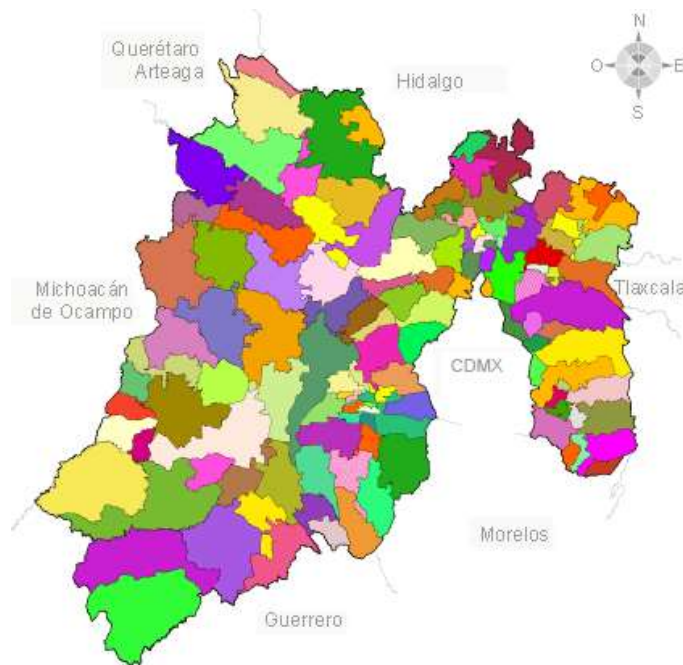 Querétaro
Arteaga
Hidalgo
N
O
E
S
Michoacán
de Ocampo
Tlaxcala
CDMX
Morelos
Guerrero